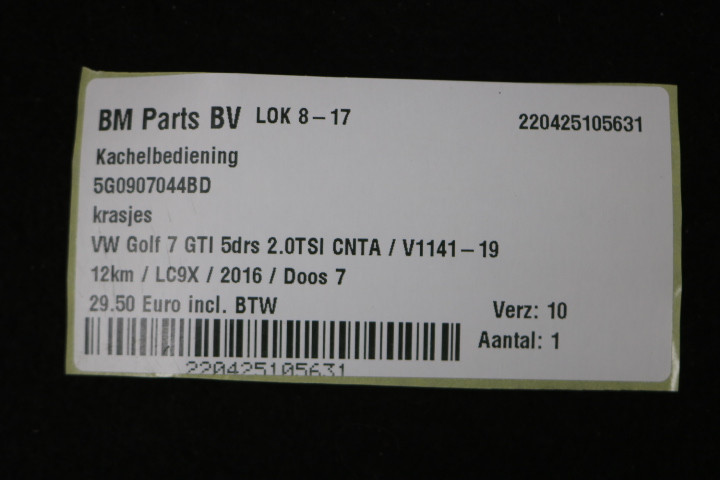 BM Parts BV LOK 8-17 220425105631
Kachelbediening
5G0907044BD
krasjes
VW Golf 7 GTI 5drs 2.0TSI CNTA / V1141-19
12km / LC9X / 2016 / Doos 7
29.50 Euro incl. BTW Verz: 10
Aantal: 1
220425105631